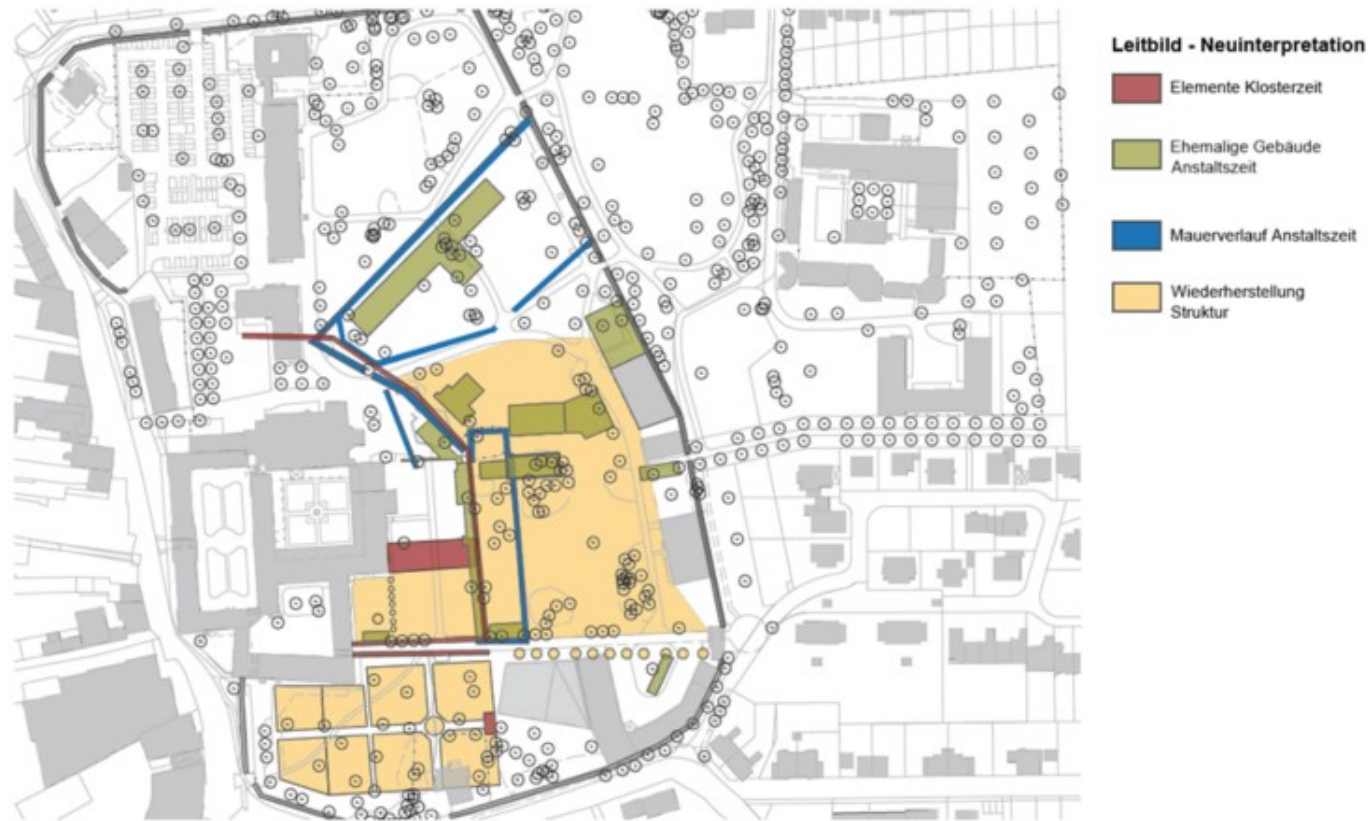 Leitbild - Neuinterpretation
Elemente Klosterzeit
Ehemalige Gebäude
Anstaltszeit
Mauerverlauf Anstaltszeit
Wiederherstellung
Struktur